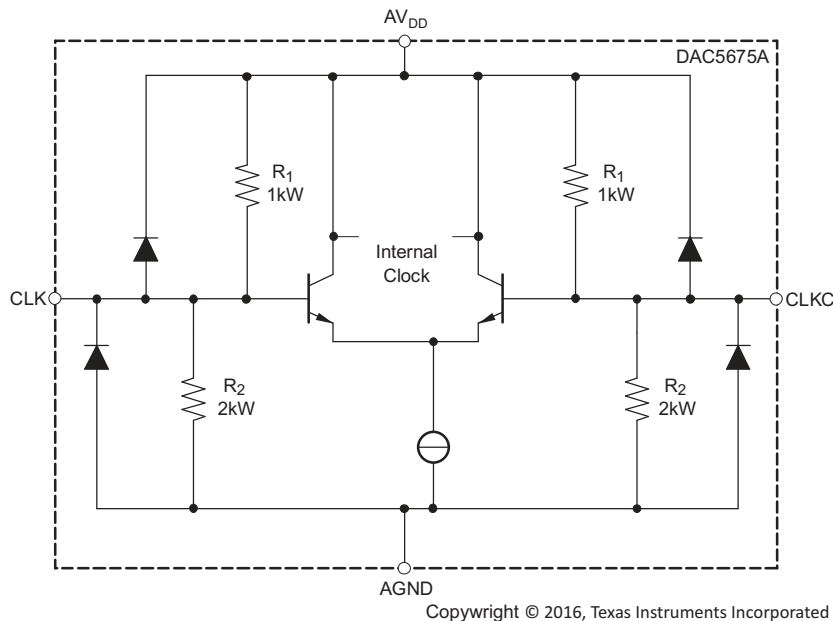 AVDD
DAC5675A
R1
1kW
R1
1kW
Internal
Clock
CLK
CLKC
R2
2kW
R2
2kW
AGND
Copywright © 2016, Texas Instruments Incorporated